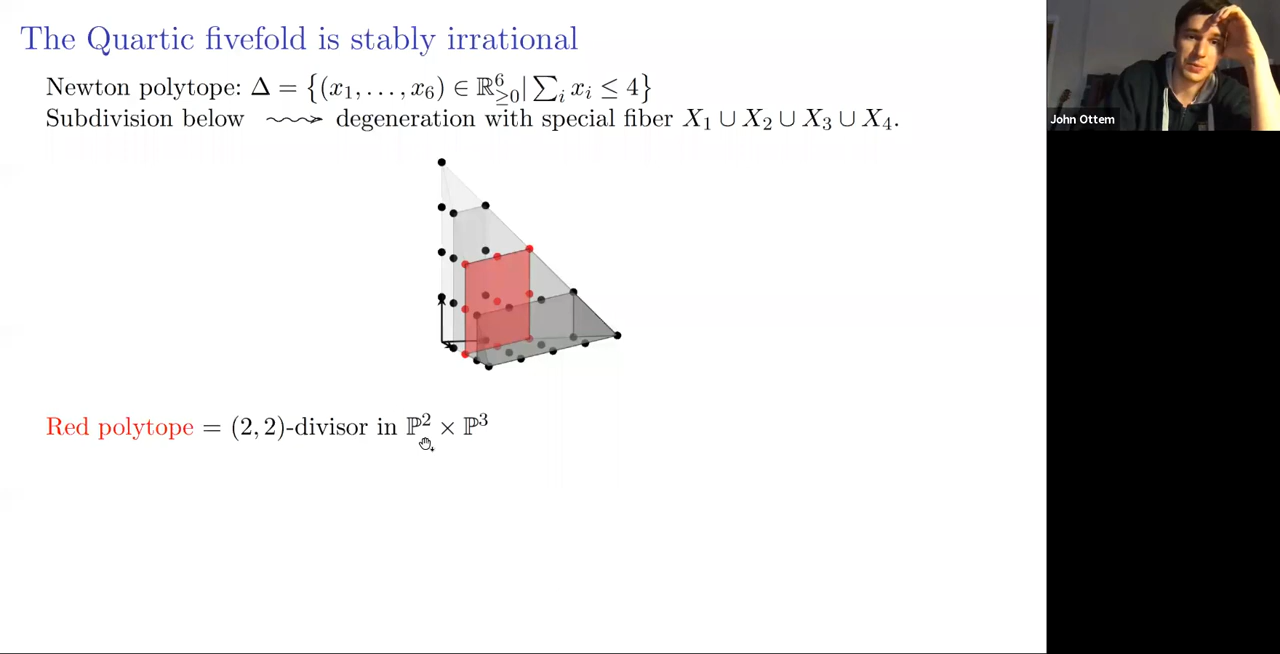 The Quartic fivefold is stably irrational
Newton polytope: Δ = {(x₁, …, x₆) ∈ ℝ⁶≥₀ | ∑ᵢ xᵢ ≤ 4}
Subdivision below ⇝ degeneration with special fiber X₁ ∪ X₂ ∪ X₃ ∪ X₄.
Red polytope = (2, 2)-divisor in ℙ² × ℙ³
John Ottem